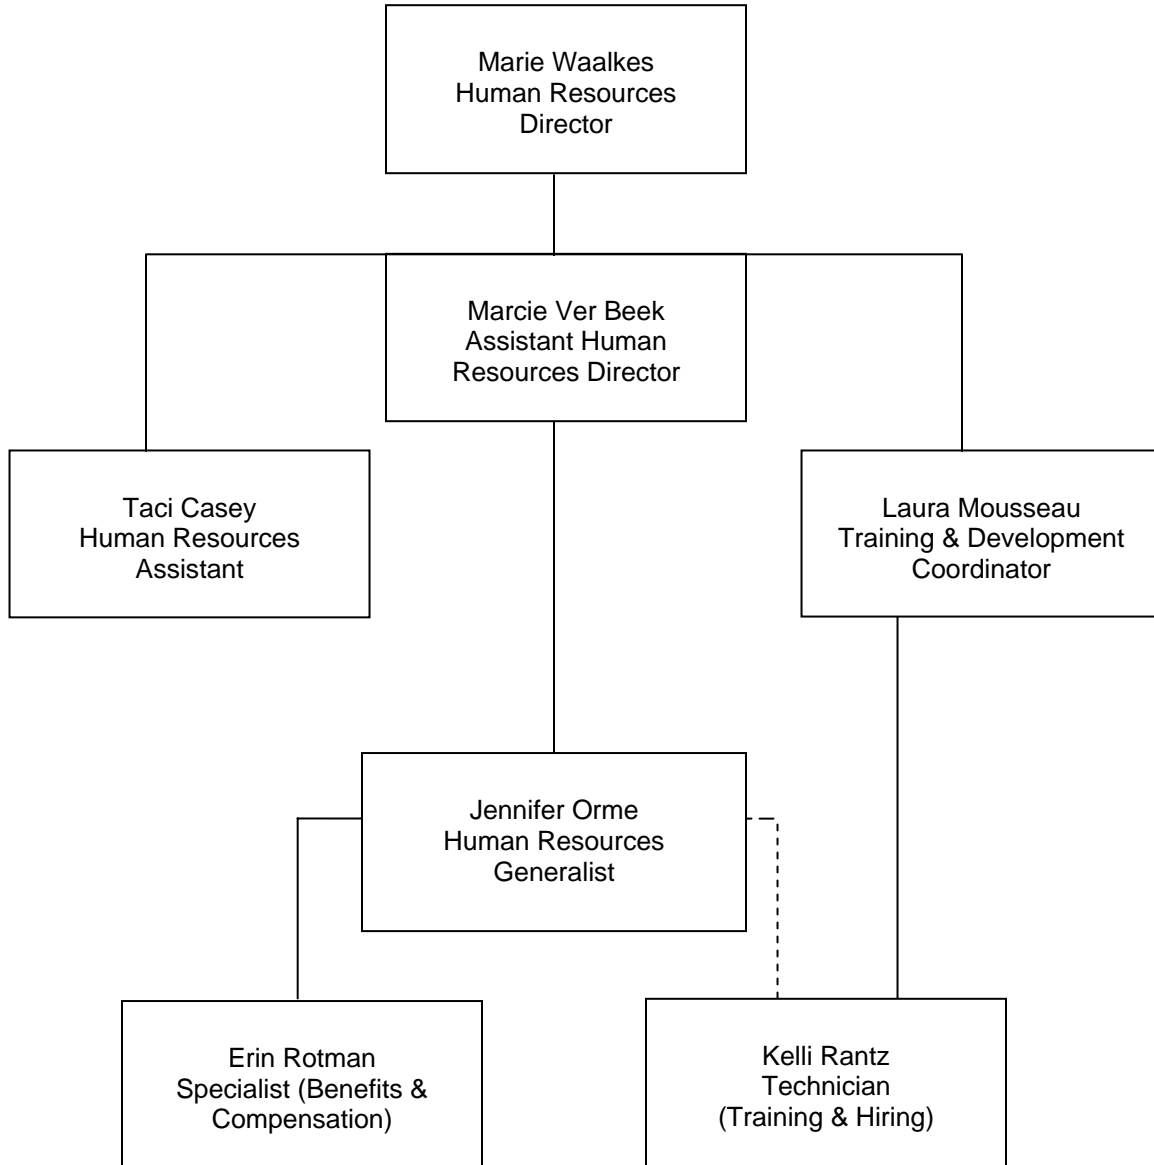 Marie Waalkes
Human Resources
Director
Marcie Ver Beek
Assistant Human
Resources Director
Taci Casey
Human Resources
Assistant
Laura Mousseau
Training & Development
Coordinator
Jennifer Orme
Human Resources
Generalist
Erin Rotman
Specialist (Benefits &
Compensation)
Kelli Rantz
Technician
(Training & Hiring)